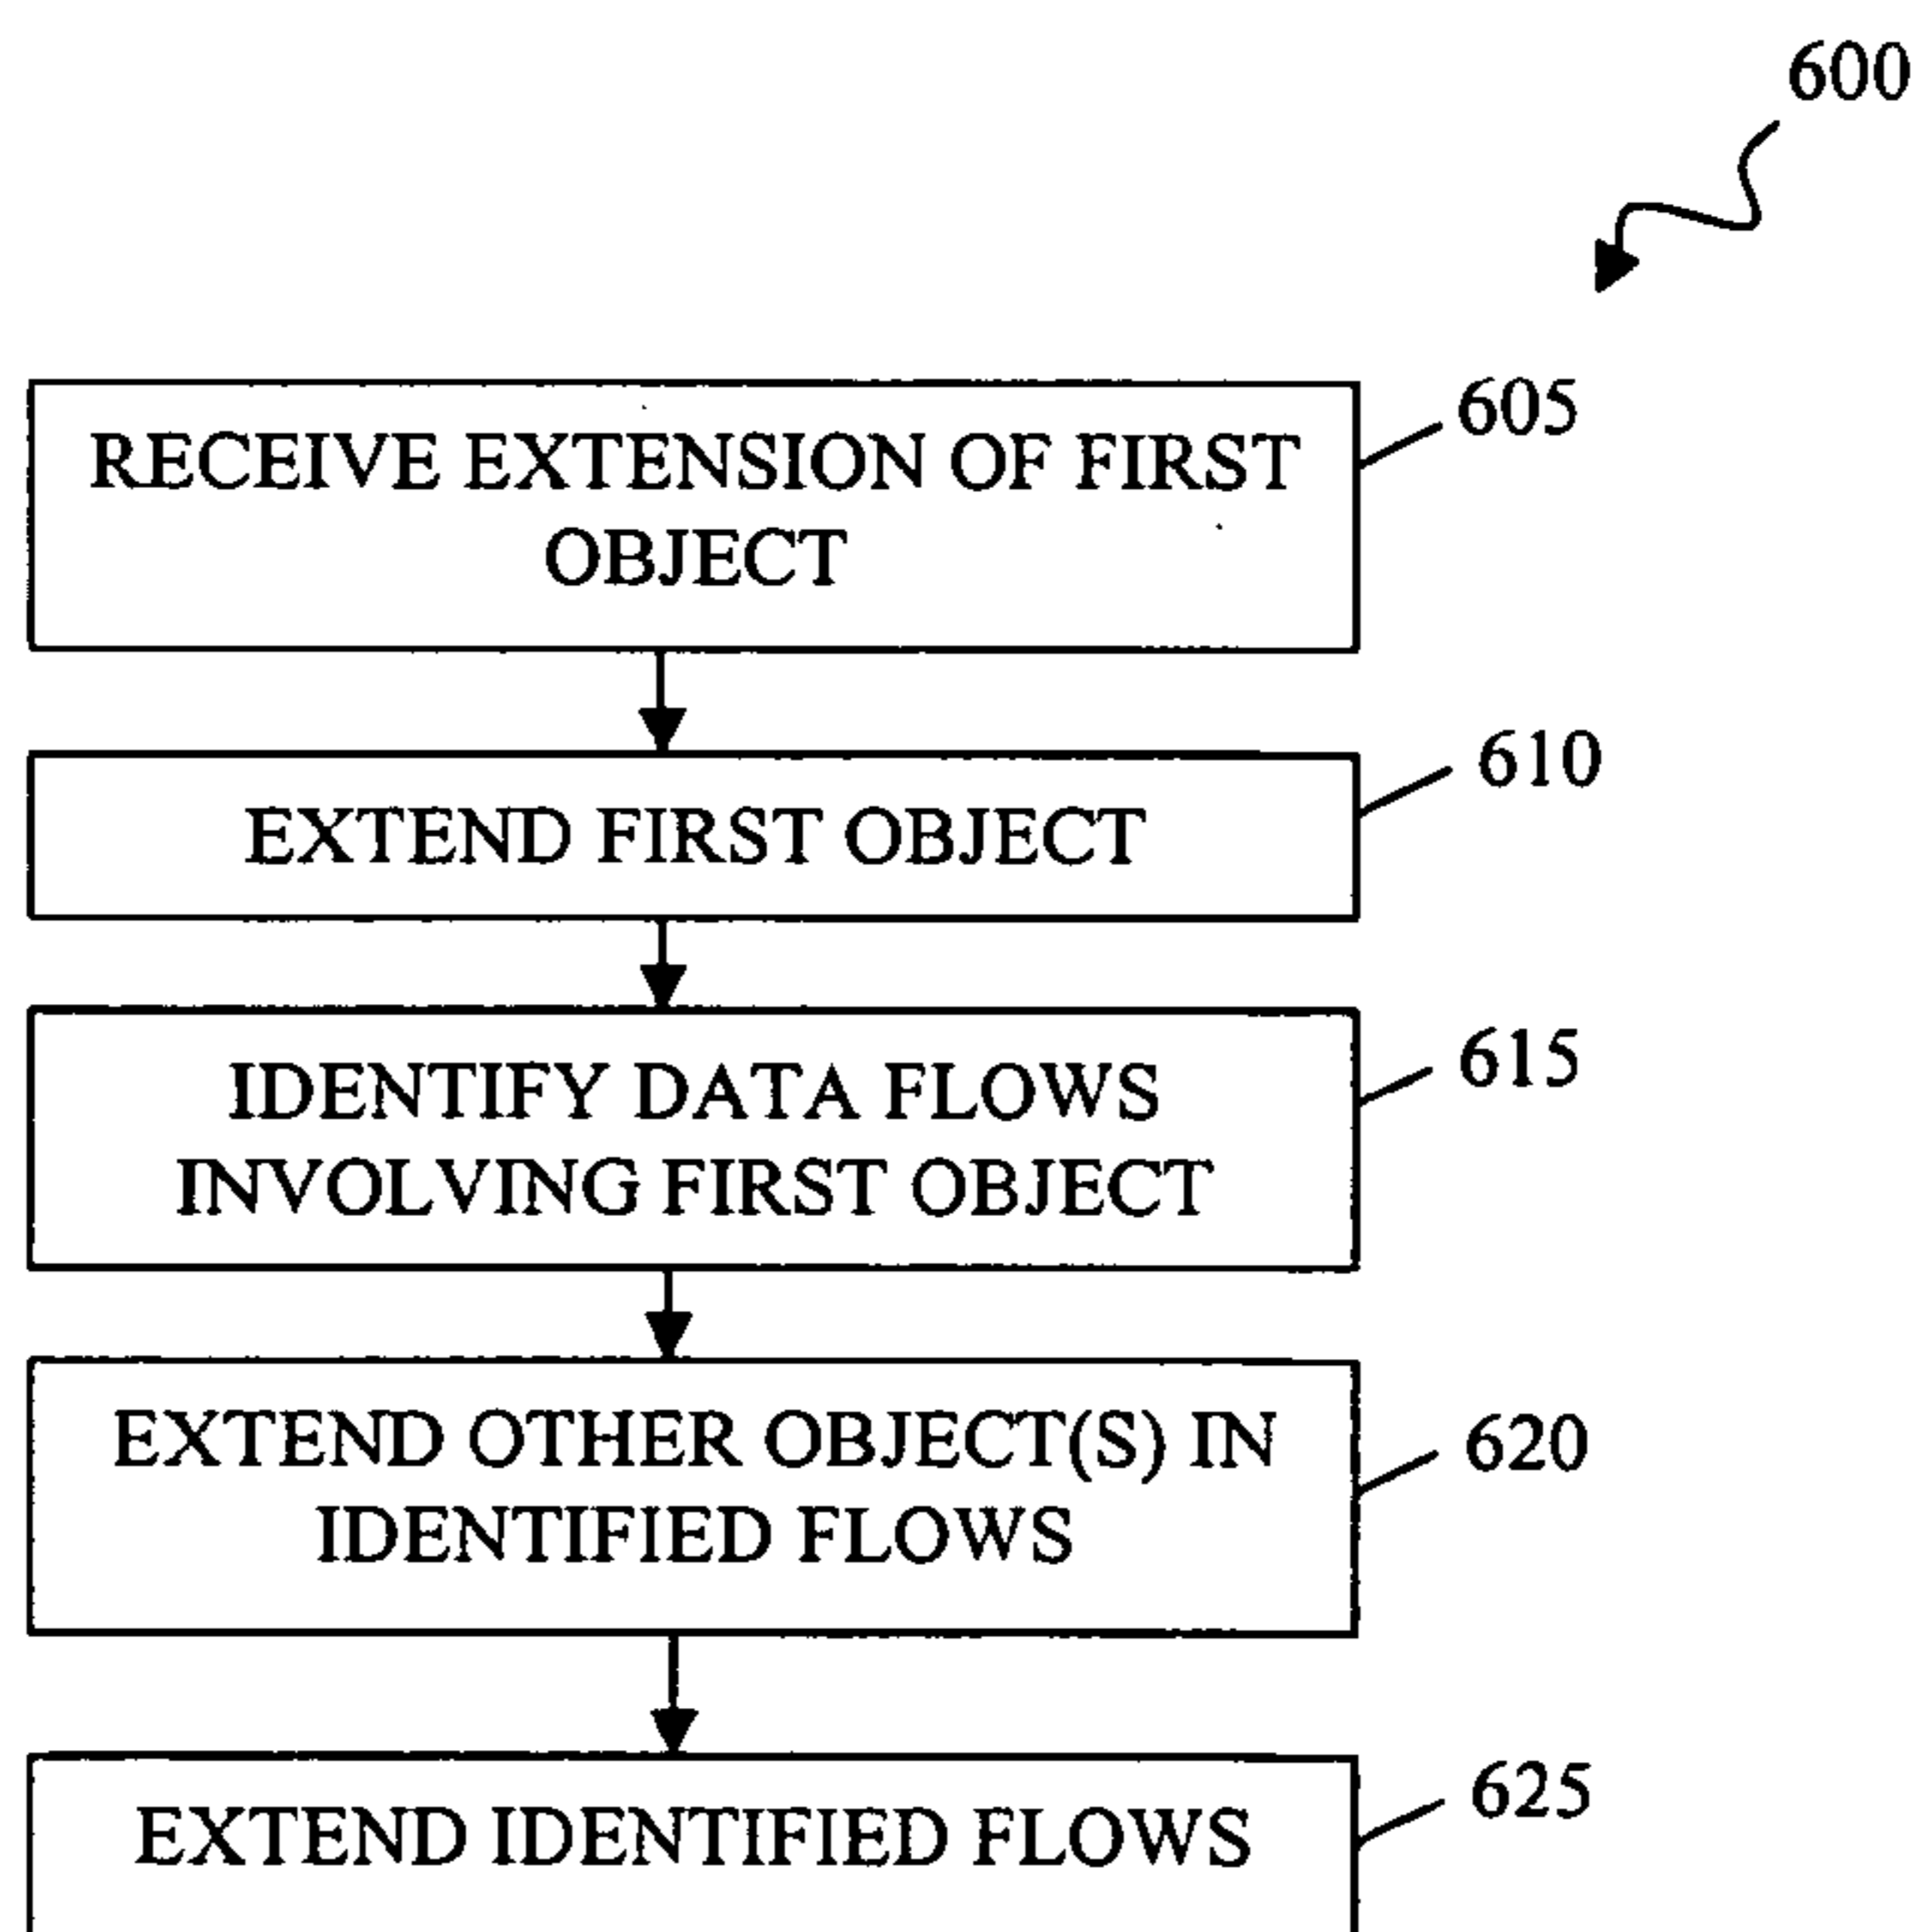 600
RECEIVE EXTENSION OF FIRST
OBJECT
605
EXTEND FIRST OBJECT
610
IDENTIFY DATA FLOWS
INVOLVING FIRST OBJECT
615
EXTEND OTHER OBJECT(S) IN
IDENTIFIED FLOWS
620
EXTEND IDENTIFIED FLOWS
625